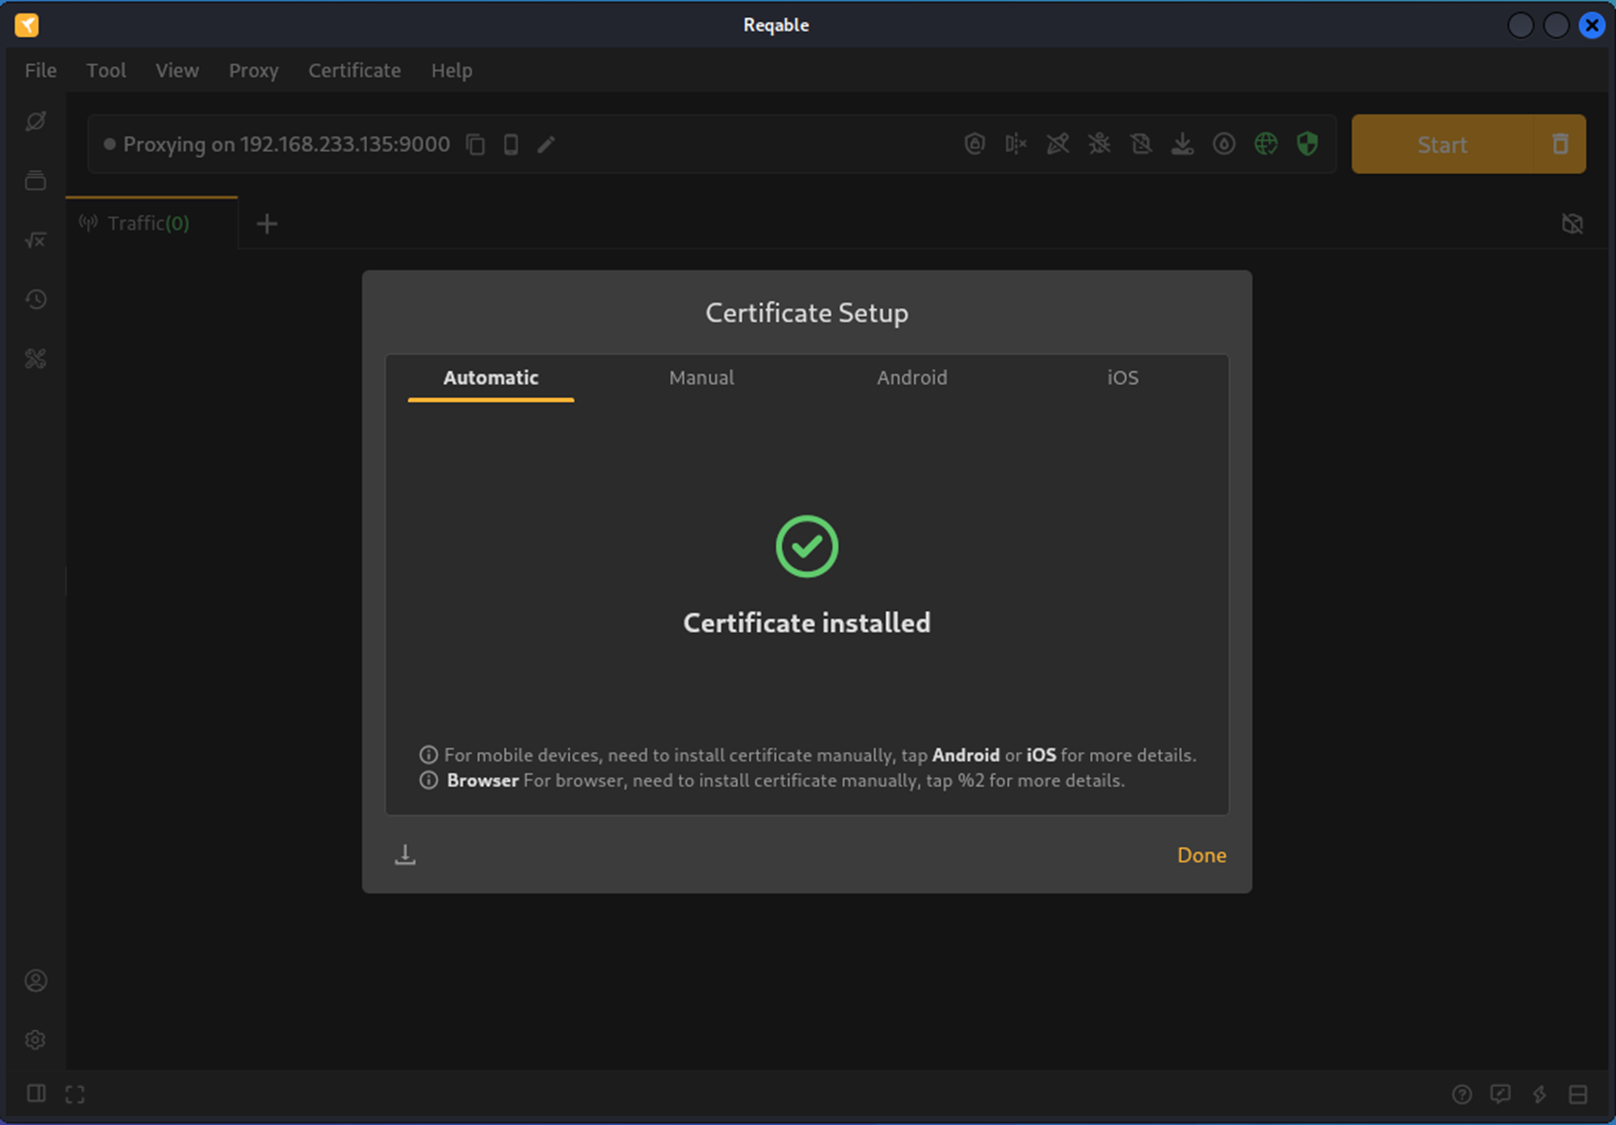 Reqable
File Tool View Proxy Certificate Help
Proxying on 192.168.233.135:9000
Start
Traffic(0)
Certificate Setup
Automatic Manual Android iOS
Certificate installed
For mobile devices, need to install certificate manually, tap Android or iOS for more details.
Browser For browser, need to install certificate manually, tap %2 for more details.
Done